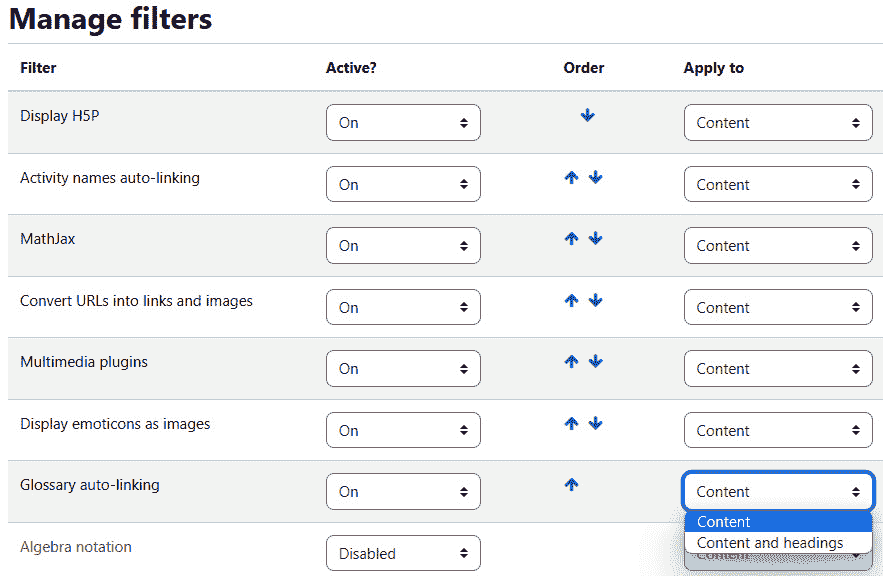 Manage filters
Filter Active? Order Apply to
Display H5P On Content
Activity names auto-linking On Content
MathJax On Content
Convert URLs into links and images On Content
Multimedia plugins On Content
Display emoticons as images On Content
Glossary auto-linking On Content
Content
Content and headings
Algebra notation Disabled Content